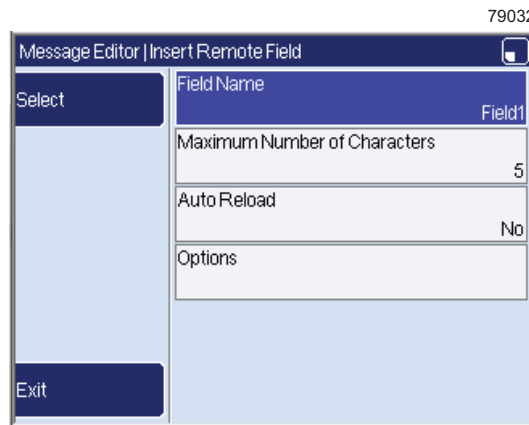 79032
Message Editor | Insert Remote Field
Select
Field Name
Field1
Maximum Number of Characters
5
Auto Reload
No
Options
Exit